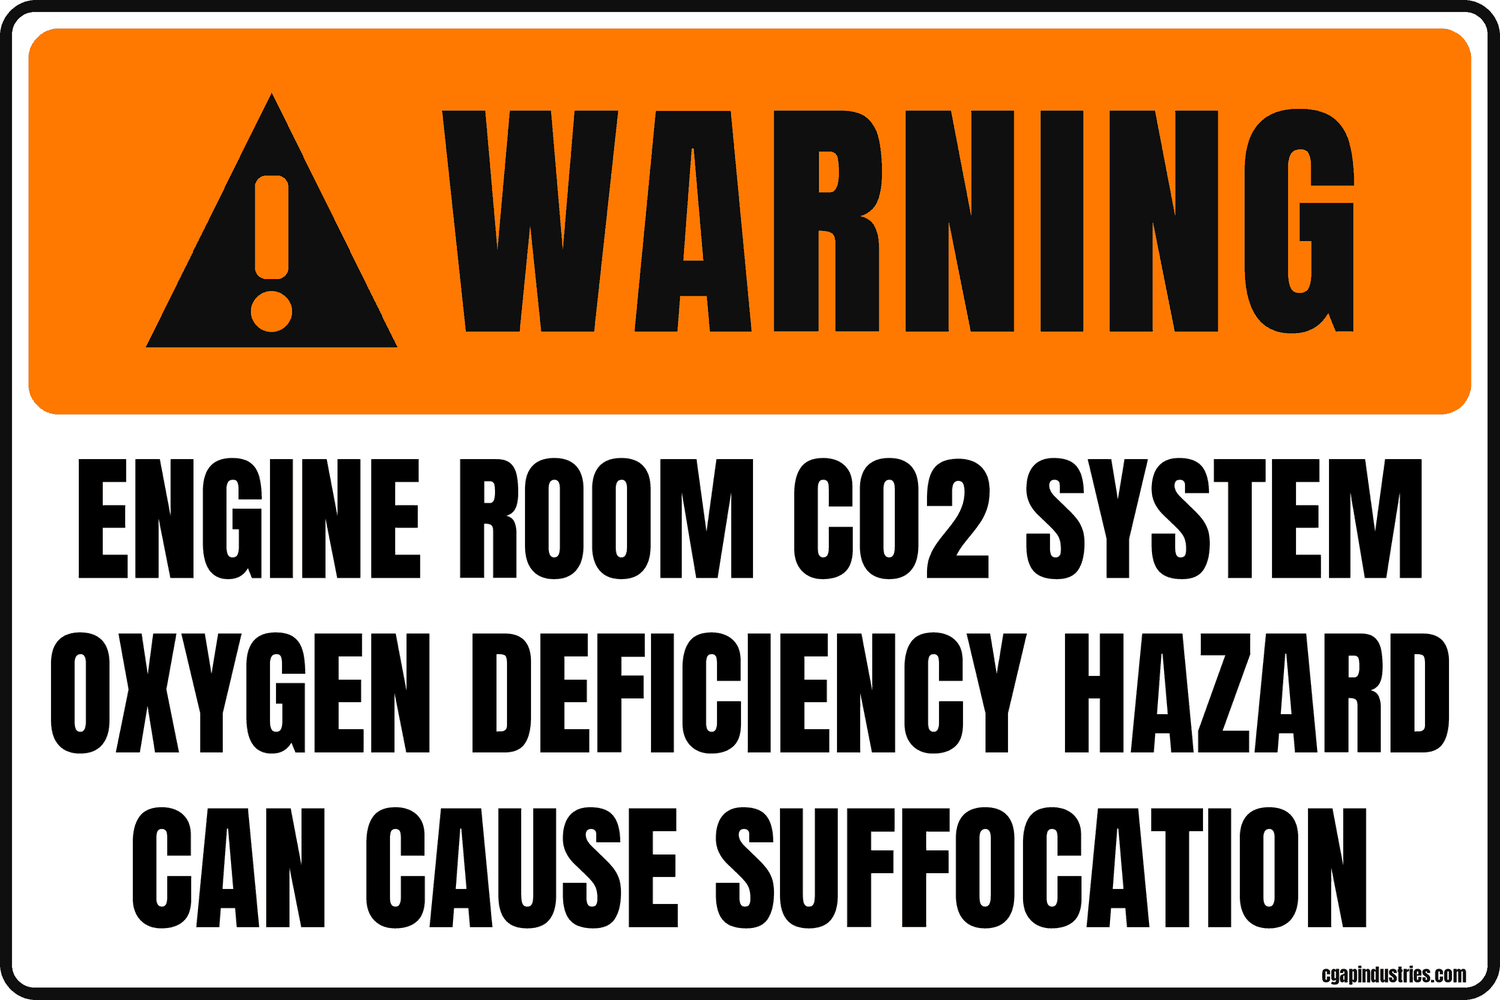 WARNING
ENGINE ROOM CO2 SYSTEM
OXYGEN DEFICIENCY HAZARD
CAN CAUSE SUFFOCATION
cgapindustries.com